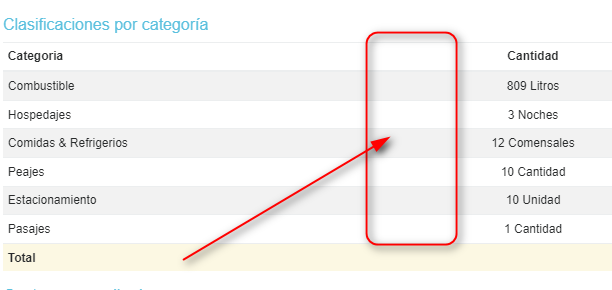 Clasificaciones por categoría
Categoria Cantidad
Combustible 809 Litros
Hospedajes 3 Noches
Comidas & Refrigerios 12 Comensales
Peajes 10 Cantidad
Estacionamiento 10 Unidad
Pasajes 1 Cantidad
Total